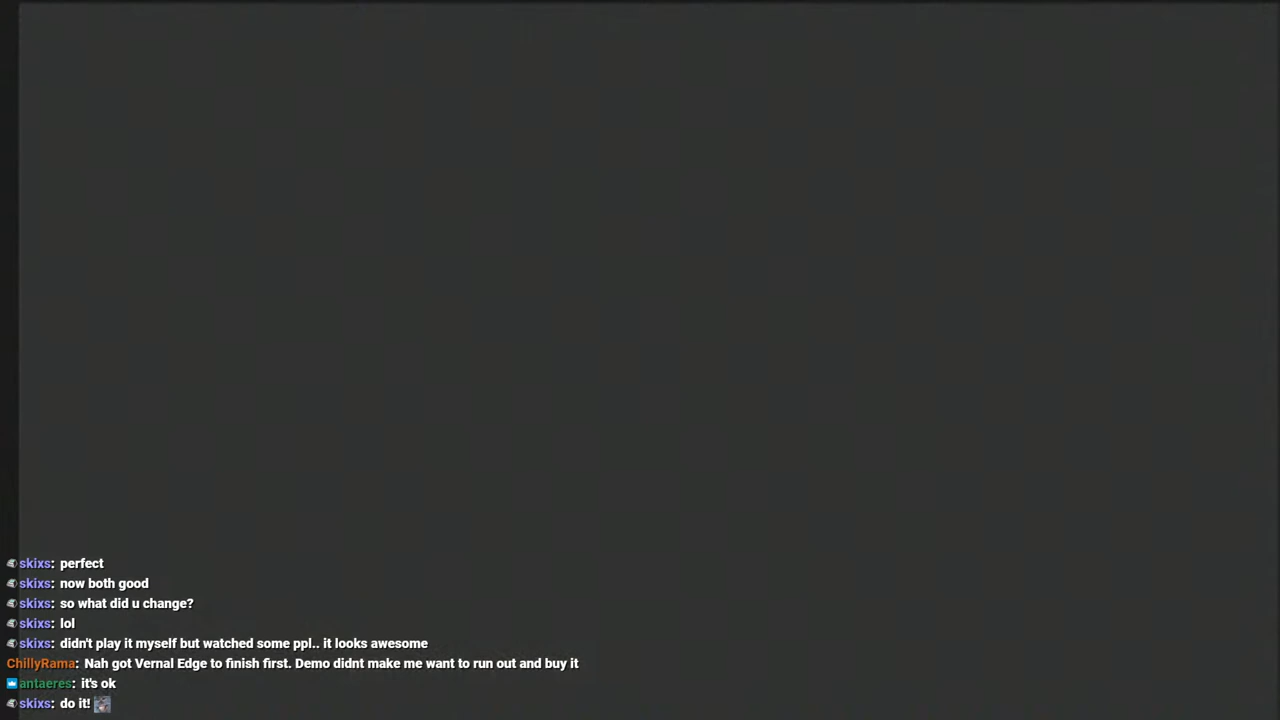 skixs: perfect
skixs: now both good
skixs: so what did u change?
skixs: lol
skixs: didn't play it myself but watched some ppl.. it looks awesome
ChillyRama: Nah got Vernal Edge to finish first. Demo didnt make me want to run out and buy it
antaeres: it's ok
skixs: do it!